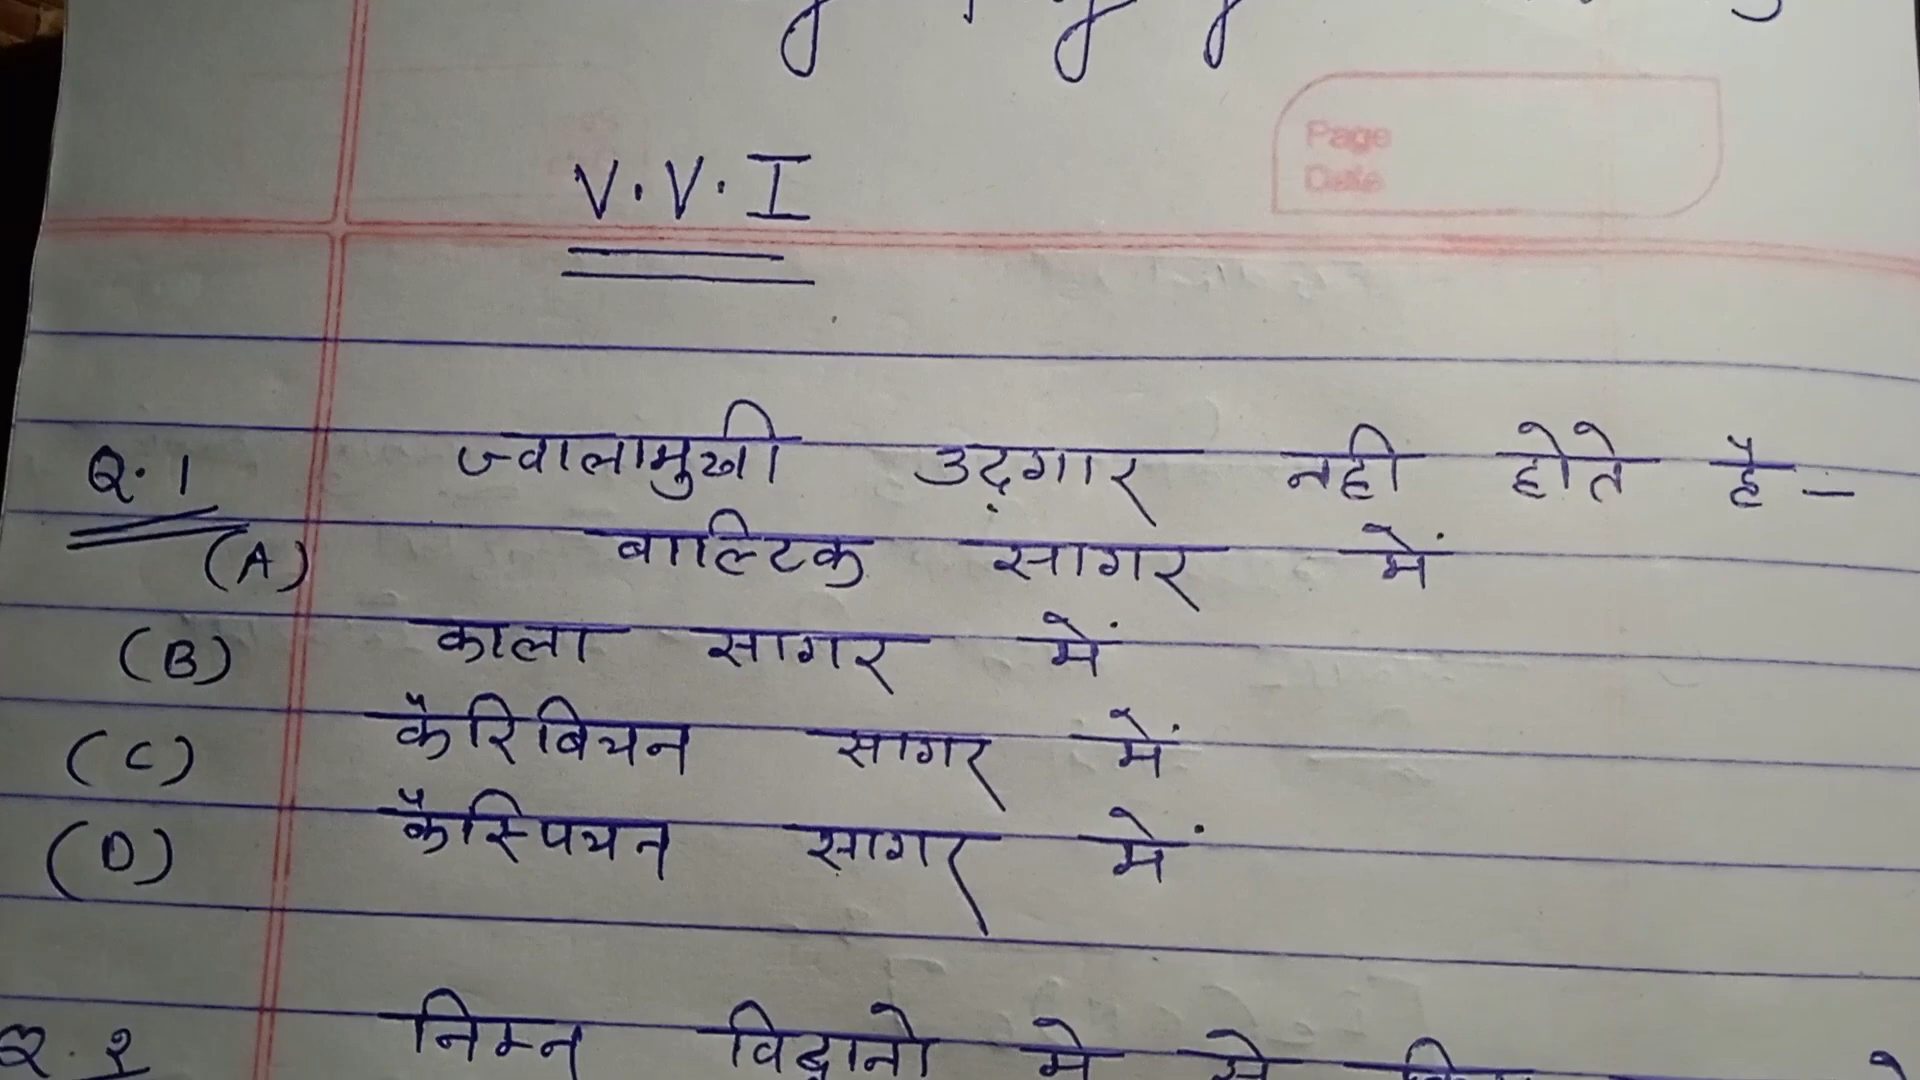 Page
Date
V.V.I
Q.1 ज्वालामुखी उद्गार नही होते है -
(A) बाल्टिक सागर में
(B) काला सागर में
(C) कैरिबियन सागर में
(D) कैस्पियन सागर में
Q.2 निम्न विद्वानो मे से